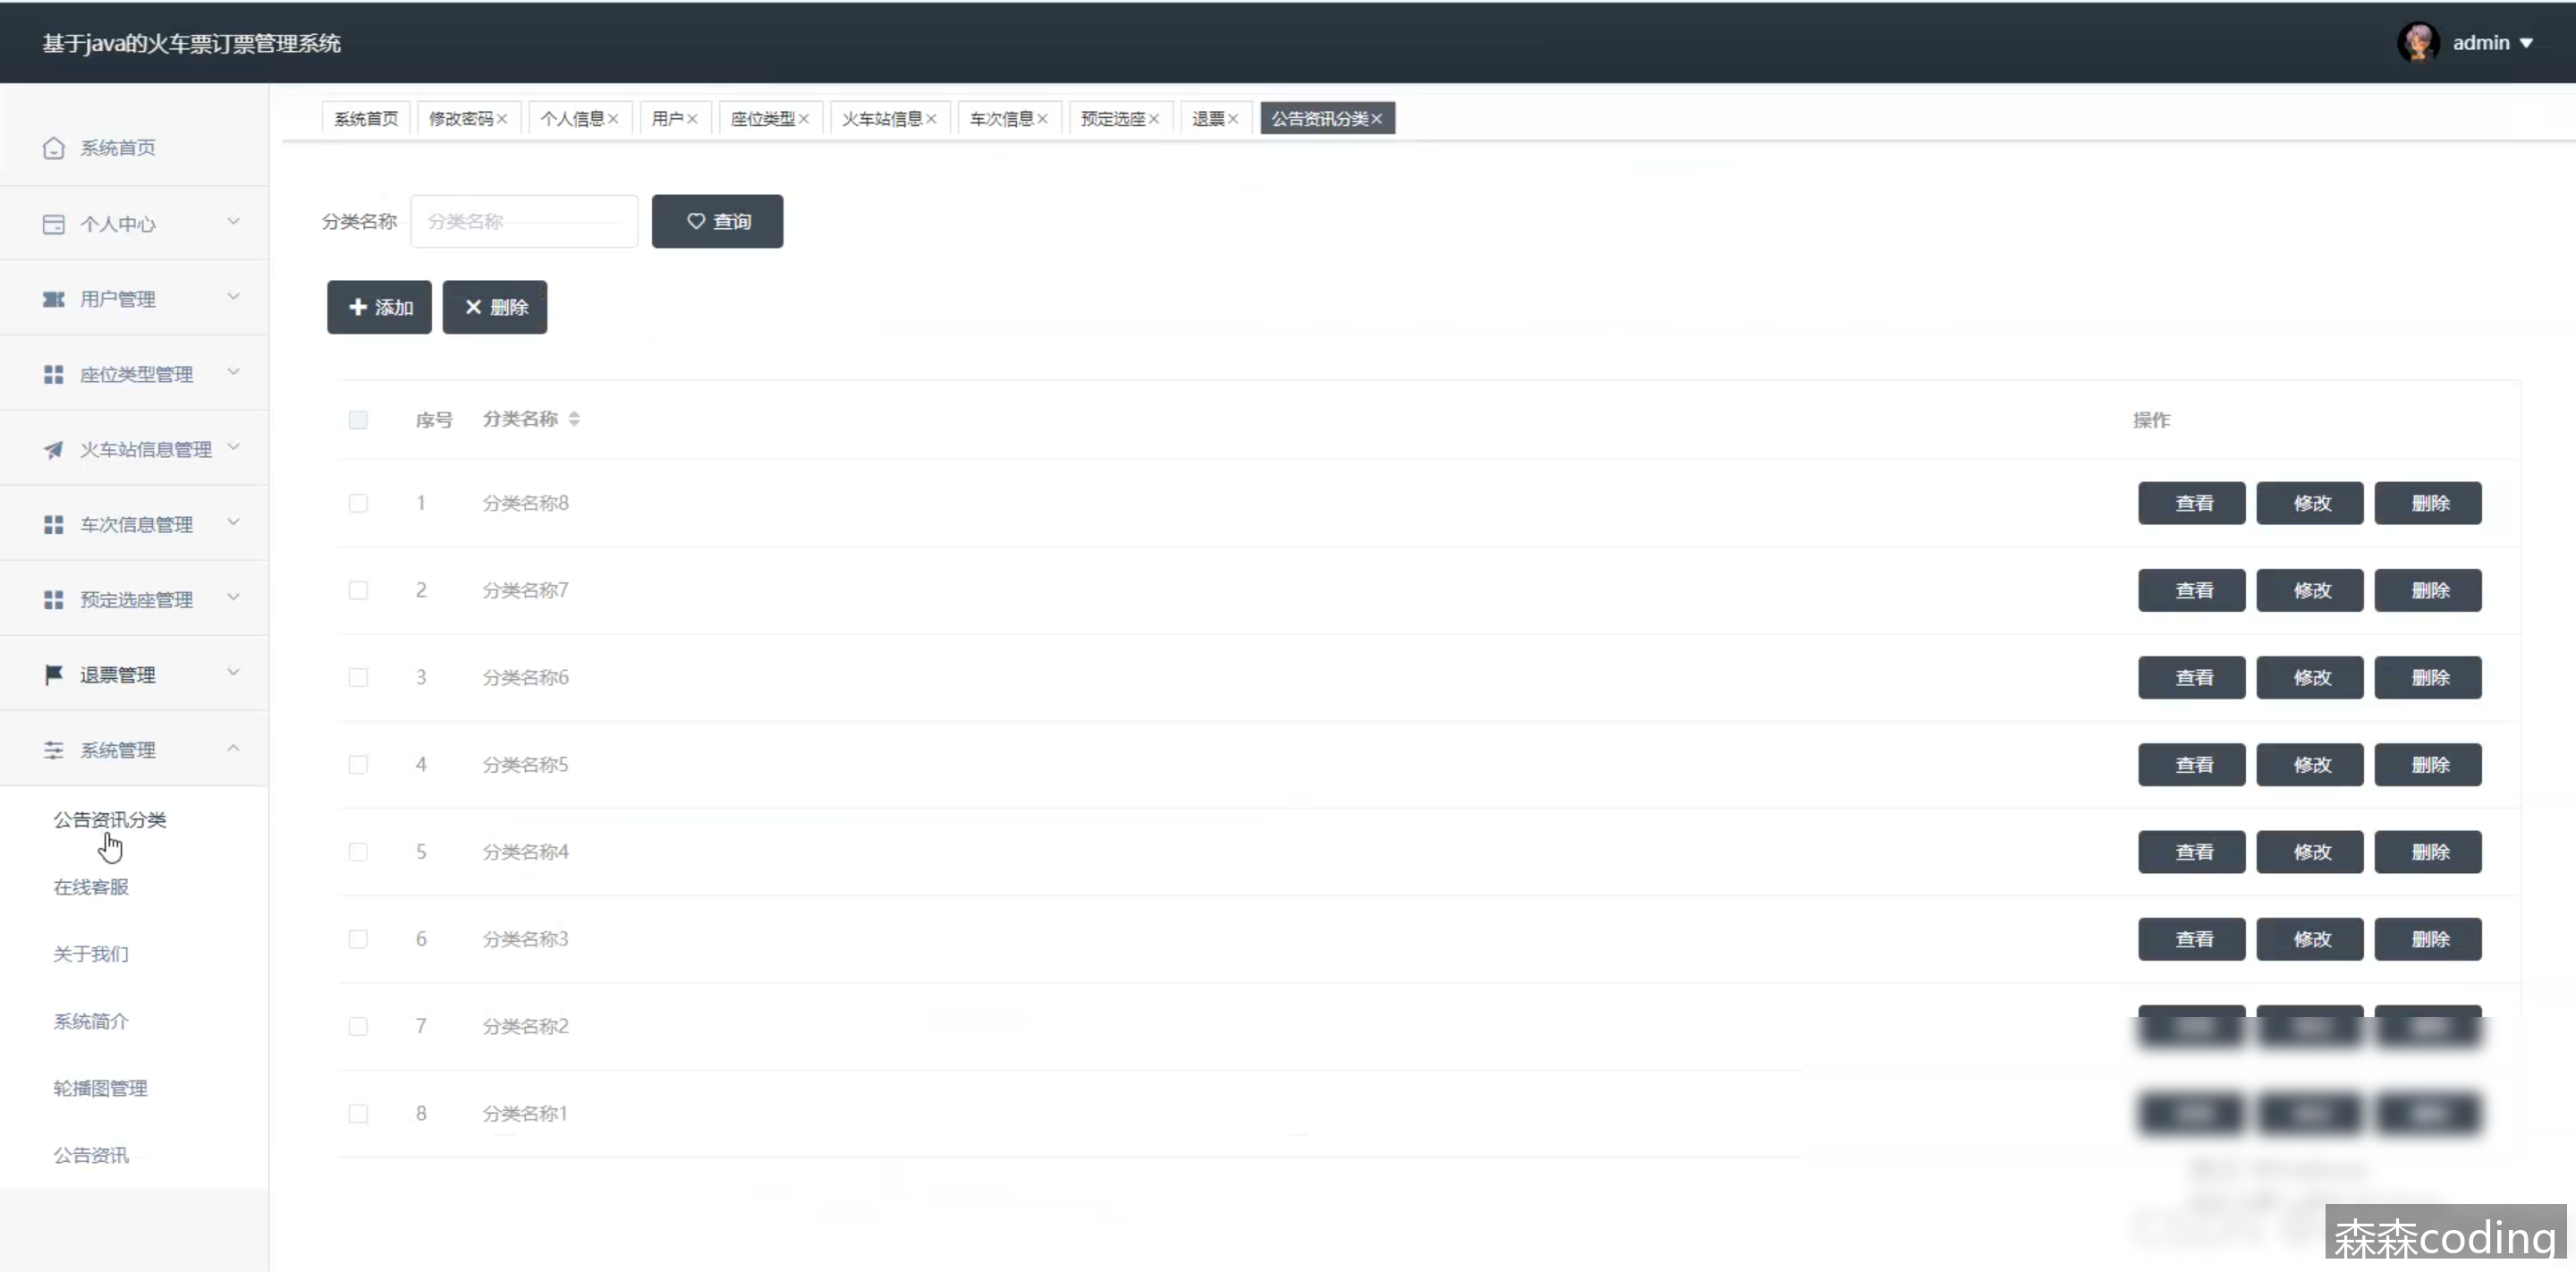 基于java的火车票订票管理系统
admin
系统首页
个人中心
用户管理
座位类型管理
火车站信息管理
车次信息管理
预定选座管理
退票管理
系统管理
公告资讯分类
在线客服
关于我们
系统简介
轮播图管理
公告资讯
系统首页 修改密码 个人信息 用户 座位类型 火车站信息 车次信息 预定选座 退票 公告资讯分类
分类名称 分类名称 查询
添加 删除
序号 分类名称 操作
1 分类名称8 查看 修改 删除
2 分类名称7 查看 修改 删除
3 分类名称6 查看 修改 删除
4 分类名称5 查看 修改 删除
5 分类名称4 查看 修改 删除
6 分类名称3 查看 修改 删除
7 分类名称2
8 分类名称1
森森coding